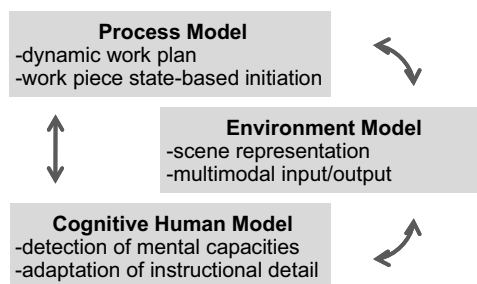 Process Model
-dynamic work plan
-work piece state-based initiation
Environment Model
-scene representation
-multimodal input/output
Cognitive Human Model
-detection of mental capacities
-adaptation of instructional detail